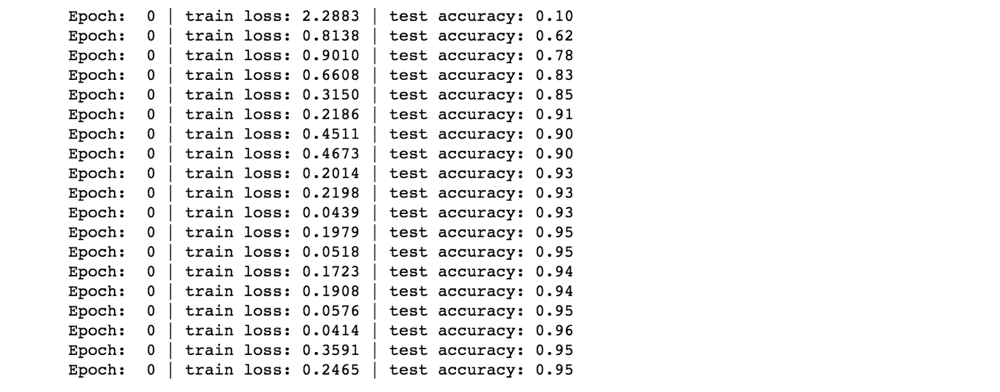 Epoch:  0 | train loss: 2.2883 | test accuracy: 0.10
Epoch:  0 | train loss: 0.8138 | test accuracy: 0.62
Epoch:  0 | train loss: 0.9010 | test accuracy: 0.78
Epoch:  0 | train loss: 0.6608 | test accuracy: 0.83
Epoch:  0 | train loss: 0.3150 | test accuracy: 0.85
Epoch:  0 | train loss: 0.2186 | test accuracy: 0.91
Epoch:  0 | train loss: 0.4511 | test accuracy: 0.90
Epoch:  0 | train loss: 0.4673 | test accuracy: 0.90
Epoch:  0 | train loss: 0.2014 | test accuracy: 0.93
Epoch:  0 | train loss: 0.2198 | test accuracy: 0.93
Epoch:  0 | train loss: 0.0439 | test accuracy: 0.93
Epoch:  0 | train loss: 0.1979 | test accuracy: 0.95
Epoch:  0 | train loss: 0.0518 | test accuracy: 0.95
Epoch:  0 | train loss: 0.1723 | test accuracy: 0.94
Epoch:  0 | train loss: 0.1908 | test accuracy: 0.94
Epoch:  0 | train loss: 0.0576 | test accuracy: 0.95
Epoch:  0 | train loss: 0.0414 | test accuracy: 0.96
Epoch:  0 | train loss: 0.3591 | test accuracy: 0.95
Epoch:  0 | train loss: 0.2465 | test accuracy: 0.95